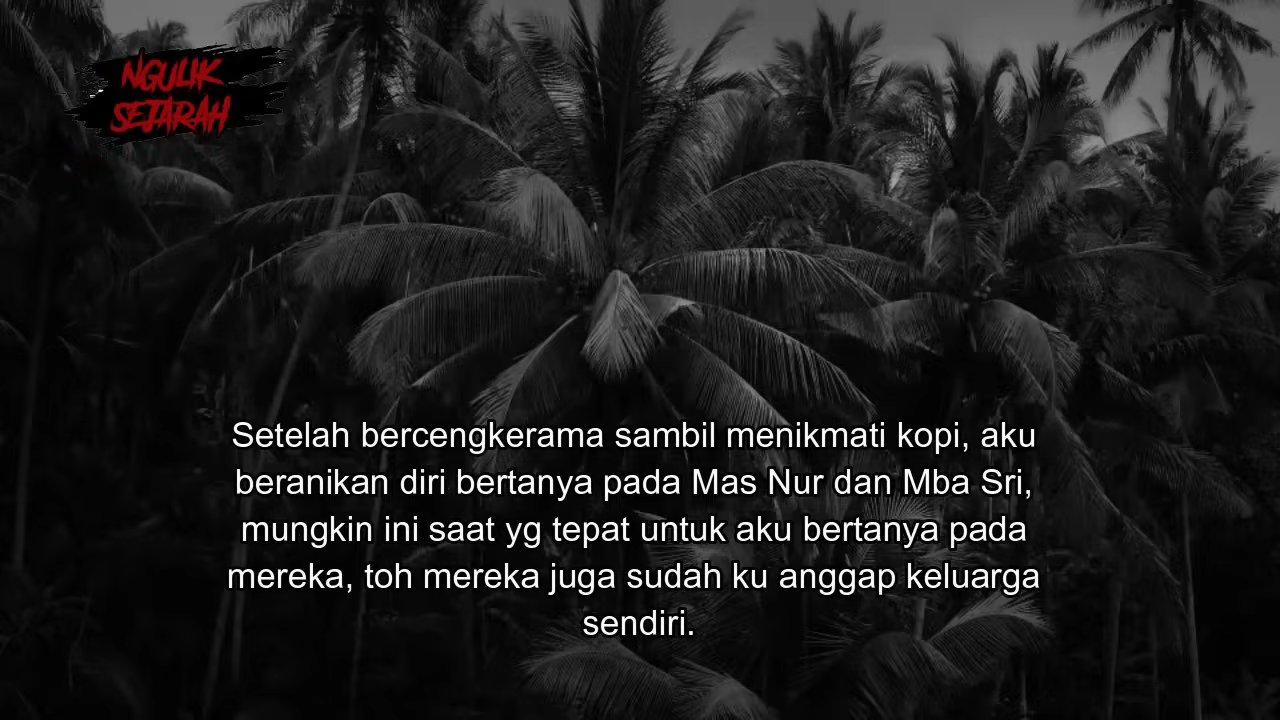 NGULIK
SEJARAH
Setelah bercengkerama sambil menikmati kopi, aku
beranikan diri bertanya pada Mas Nur dan Mba Sri,
mungkin ini saat yg tepat untuk aku bertanya pada
mereka, toh mereka juga sudah ku anggap keluarga
sendiri.